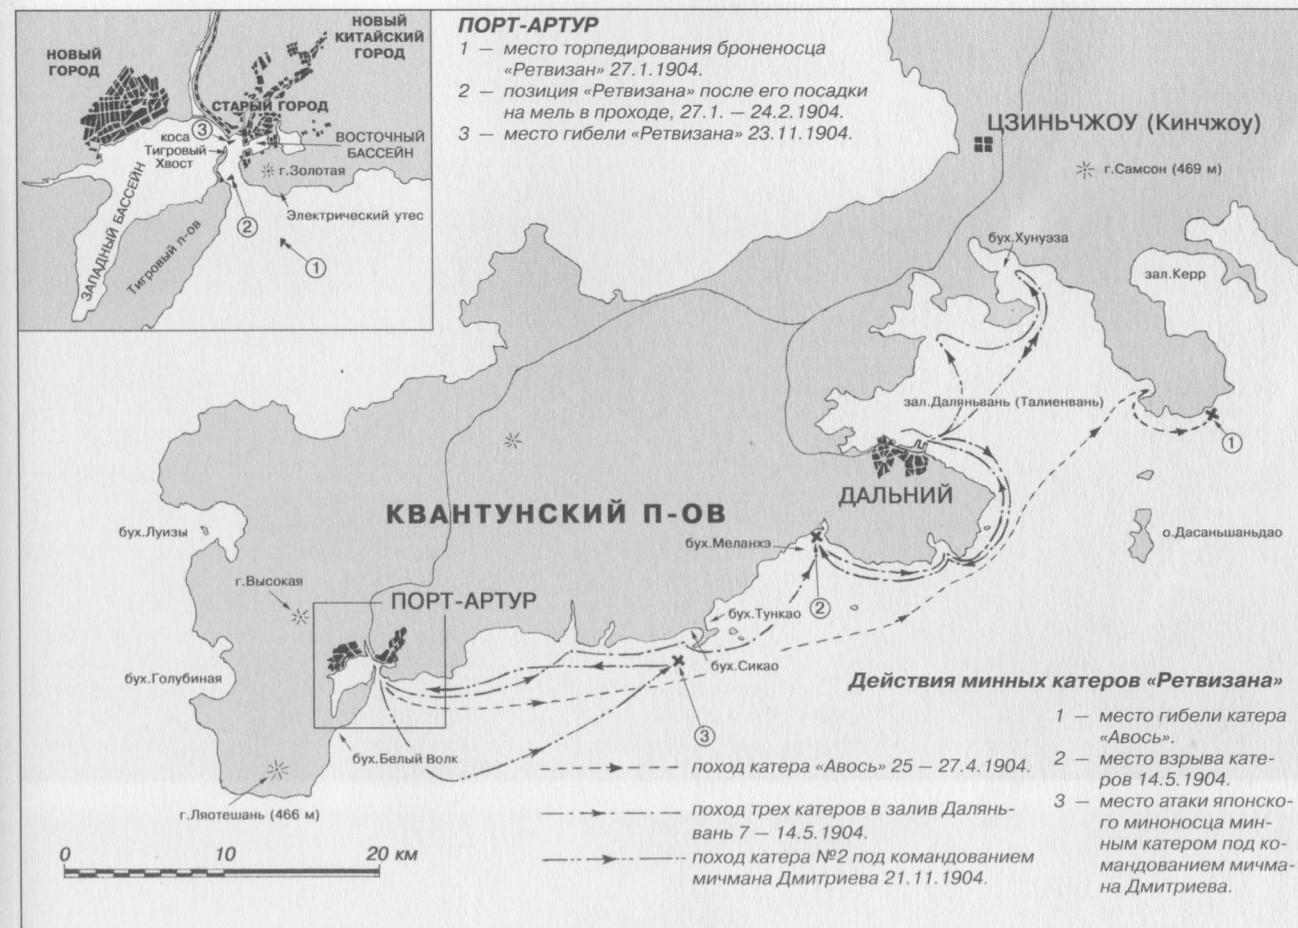 НОВЫЙ
ГОРОД
НОВЫЙ
КИТАЙСКИЙ
ГОРОД
СТАРЫЙ ГОРОД
3
коса
Тигровый
Хвост
ВОСТОЧНЫЙ
БАССЕЙН
г.Золотая
Электрический утес
ЗАПАДНЫЙ БАССЕЙН
Тигровый п-ов
2
1
ПОРТ-АРТУР
1 — место торпедирования броненосца
«Ретвизан» 27.1.1904.
2 — позиция «Ретвизана» после его посадки
на мель в проходе, 27.1. — 24.2.1904.
3 — место гибели «Ретвизана» 23.11.1904.
ЦЗИНЬЧЖОУ (Кинчжоу)
г.Самсон (469 м)
бух.Хунуэза
зал.Керр
зал.Даляньвань (Талиенвань)
1
ДАЛЬНИЙ
КВАНТУНСКИЙ П-ОВ
бух.Луизы
бух.Меланхэ
о.Дасаньшаньдао
г.Высокая
ПОРТ-АРТУР
2
бух.Тункао
бух.Сикао
бух.Голубиная
3
бух.Белый Волк
г.Ляотешань (466 м)
0 10 20 км
Действия минных катеров «Ретвизана»
1 — место гибели катера
«Авось».
2 — место взрыва кате-
ров 14.5.1904.
3 — место атаки японско-
го миноносца мин-
ным катером под ко-
мандованием мичма-
на Дмитриева.
поход катера «Авось» 25 — 27.4.1904.
поход трех катеров в залив Далянь-
вань 7 — 14.5.1904.
поход катера №2 под командованием
мичмана Дмитриева 21.11.1904.